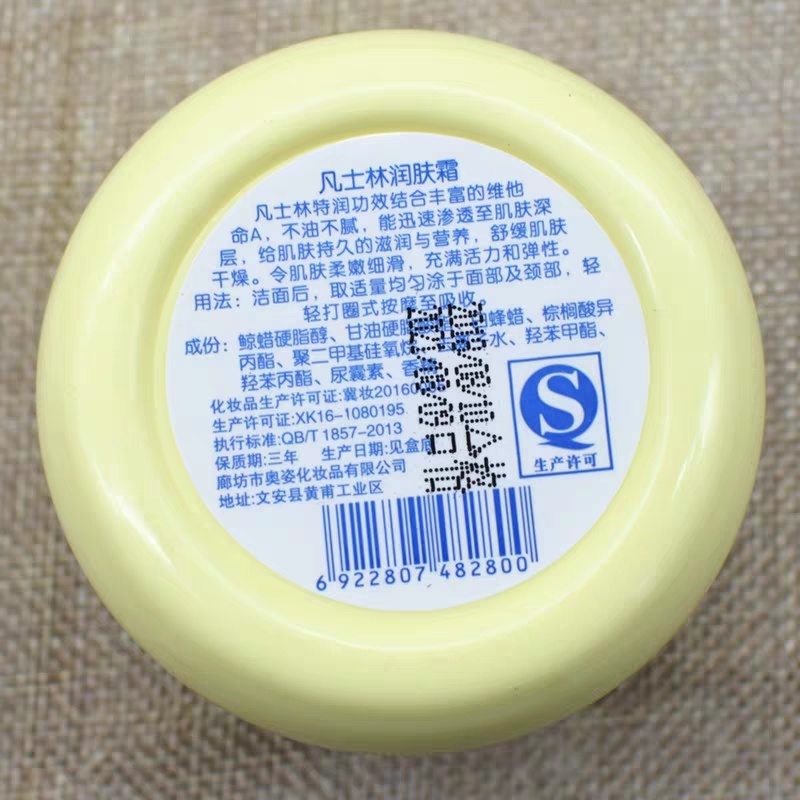 凡士林润肤霜
凡士林特润功效结合丰富的维他
命A，不油不腻，能迅速渗透至肌肤深
层，给肌肤持久的滋润与营养，舒缓肌肤
干燥。令肌肤柔嫩细滑，充满活力和弹性。
用法：洁面后，取适量均匀涂于面部及颈部，轻
轻打圈式按摩至吸收
成份：鲸蜡硬脂醇、甘油硬脂 蜂蜡、棕榈酸异
丙酯、聚二甲基硅氧烷、 水、羟苯甲酯、
羟苯丙酯、尿囊素、香
化妆品生产许可证:冀妆20160
生产许可证:XK16-1080195
执行标准:QB/T 1857-2013
保质期:三年 生产日期:见盒底
廊坊市奥姿化妆品有限公司
地址:文安县黄甫工业区
生产许可
6 922807 482800